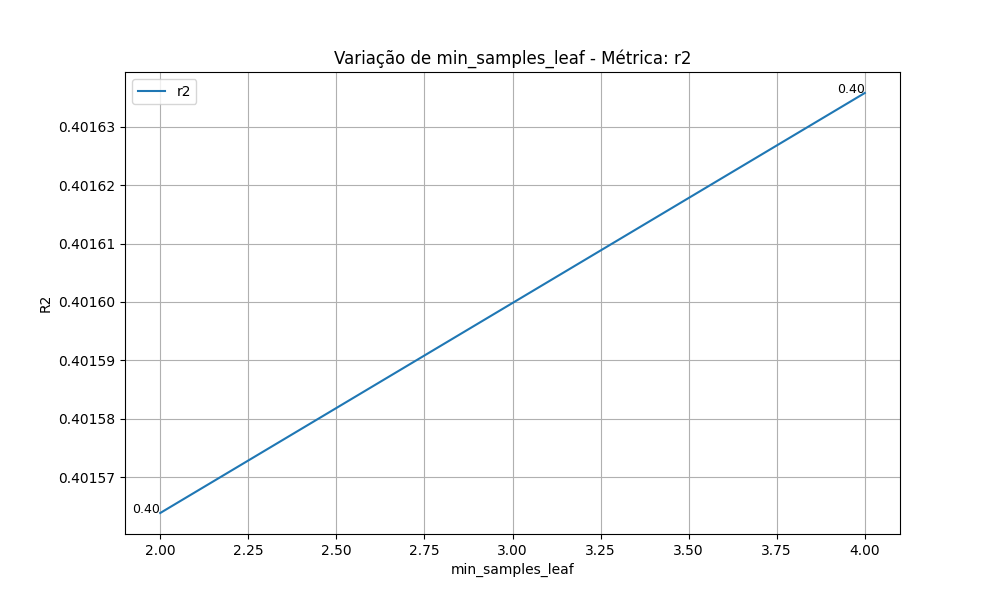 Variação de min_samples_leaf - Métrica: r2
r2
0.40
0.40163
0.40162
0.40161
R2
0.40160
0.40159
0.40158
0.40157
0.40
2.00 2.25 2.50 2.75 3.00 3.25 3.50 3.75 4.00
min_samples_leaf